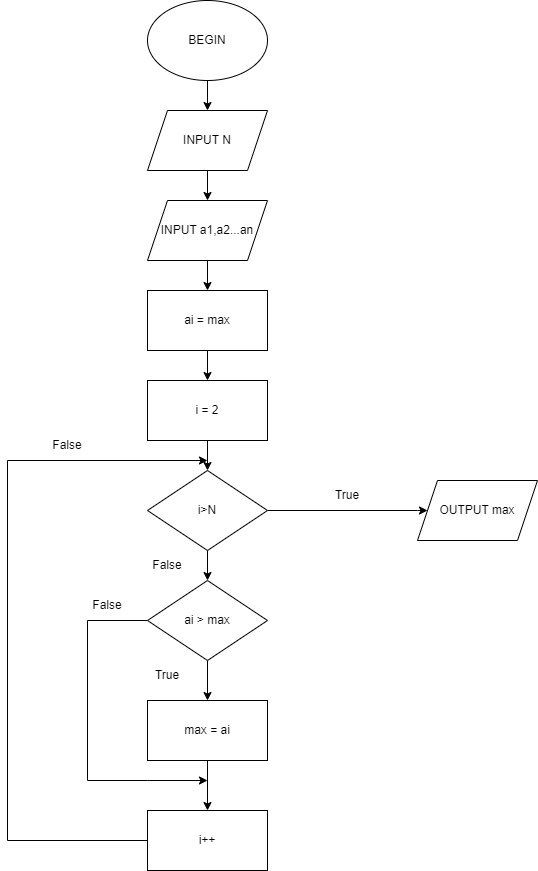 BEGIN
INPUT N
INPUT a1,a2...an
ai = max
i = 2
False
i>N
True
OUTPUT max
False
False
ai > max
True
max = ai
i++